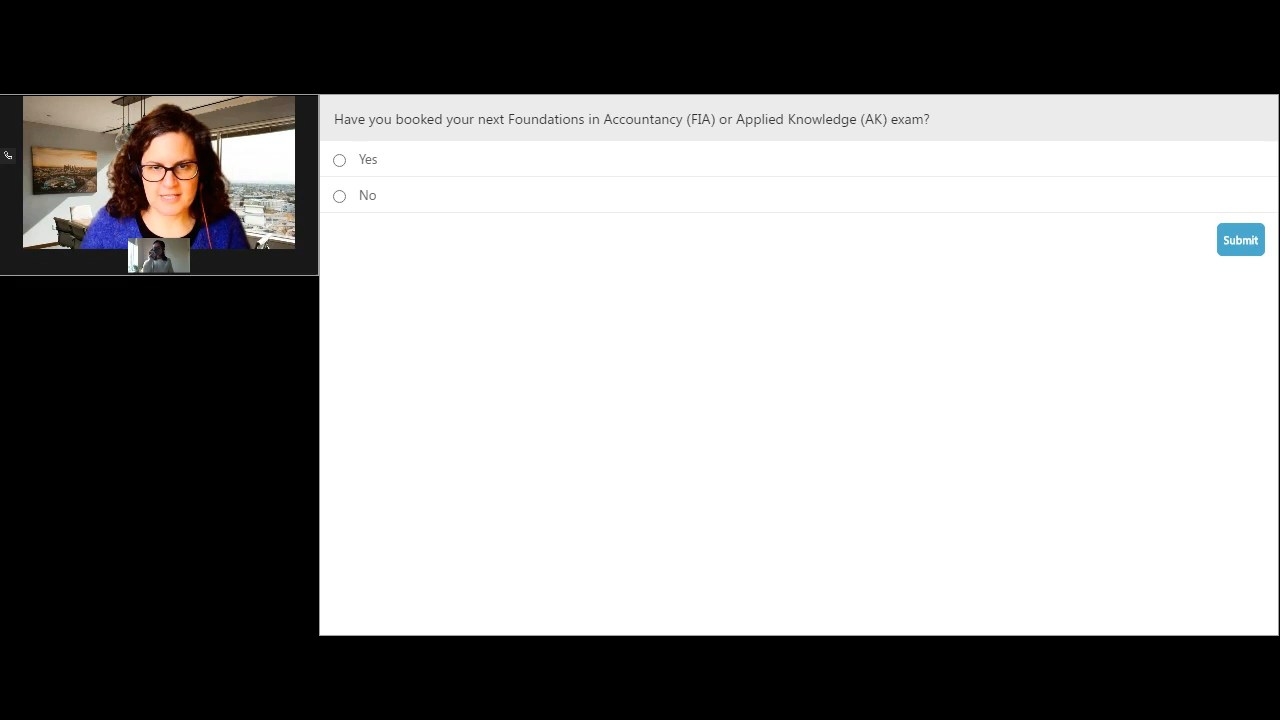 Have you booked your next Foundations in Accountancy (FIA) or Applied Knowledge (AK) exam?
Yes
No
Submit